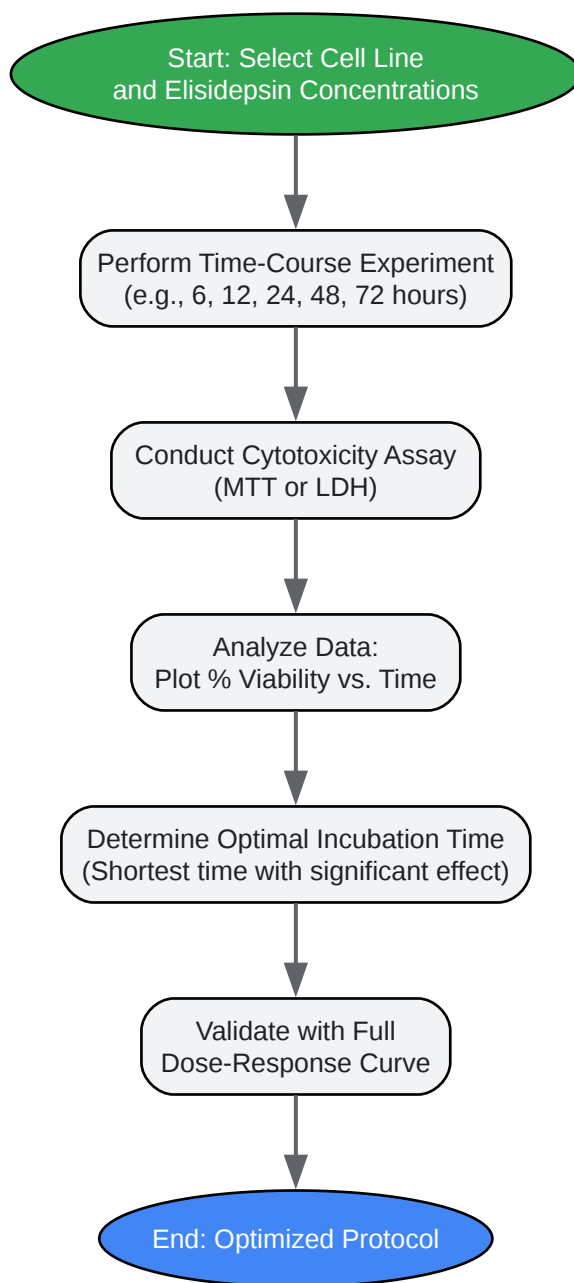 Start: Select Cell Line
and Elisidepsin Concentrations
Perform Time-Course Experiment
(e.g., 6, 12, 24, 48, 72 hours)
Conduct Cytotoxicity Assay
(MTT or LDH)
Analyze Data:
Plot % Viability vs. Time
Determine Optimal Incubation Time
(Shortest time with significant effect)
Validate with Full
Dose-Response Curve
End: Optimized Protocol